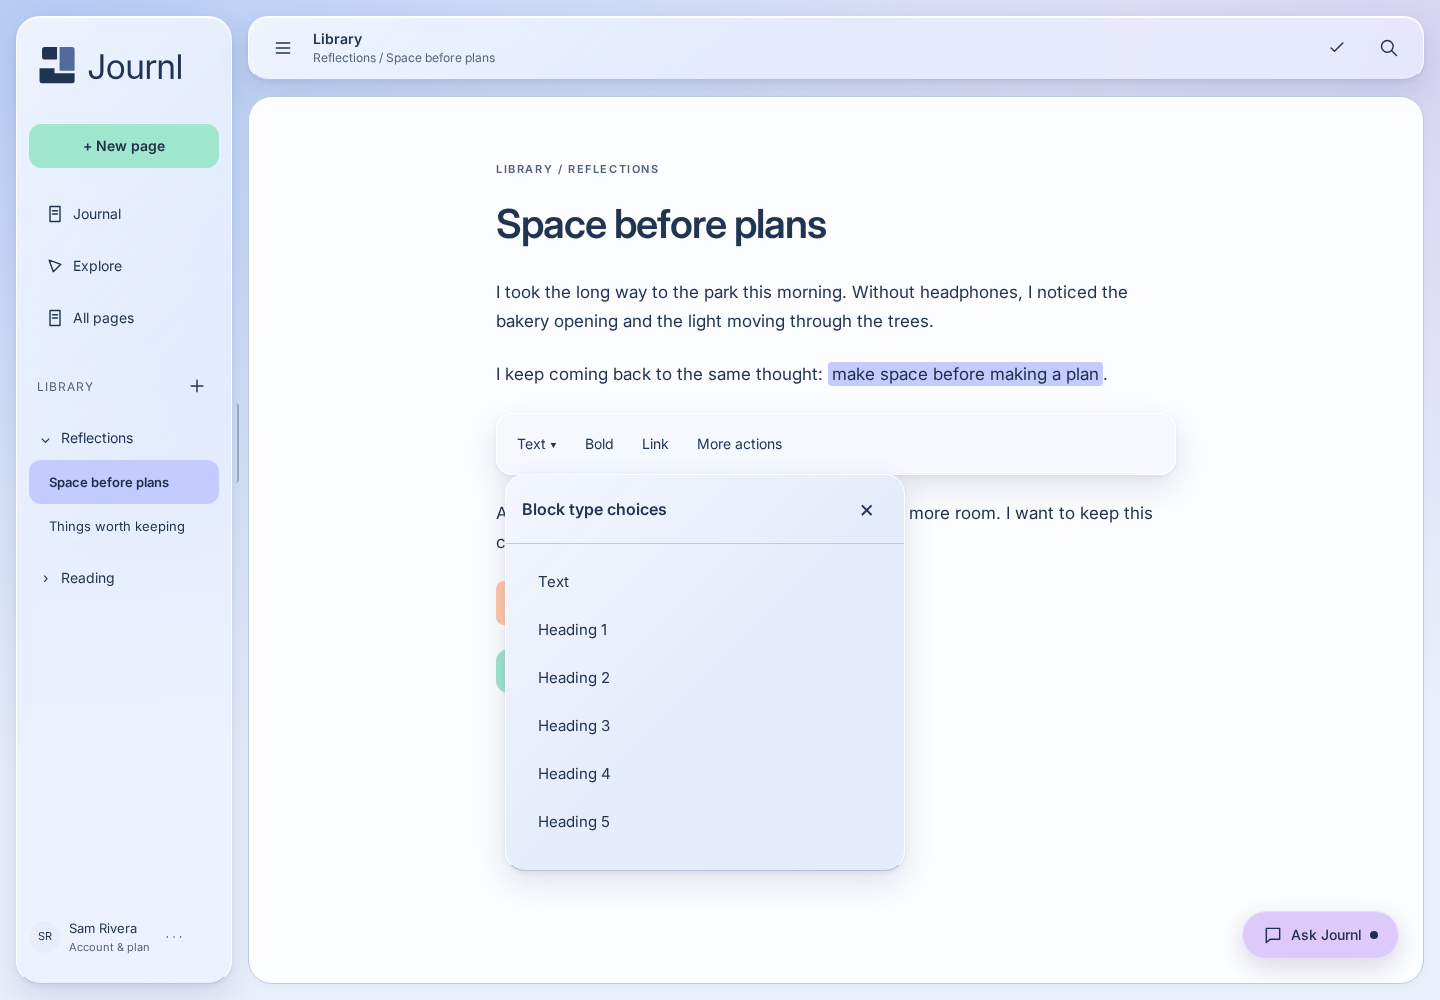 Journl
+ New page
Journal
Explore
All pages
LIBRARY
Reflections
Space before plans
Things worth keeping
Reading
SR
Sam Rivera
Account & plan
...
Library
Reflections / Space before plans
LIBRARY / REFLECTIONS
Space before plans
I took the long way to the park this morning. Without headphones, I noticed the
bakery opening and the light moving through the trees.
I keep coming back to the same thought: make space before making a plan.
Text ▾ Bold Link More actions
more room. I want to keep this
Block type choices
Text
Heading 1
Heading 2
Heading 3
Heading 4
Heading 5
Ask Journl